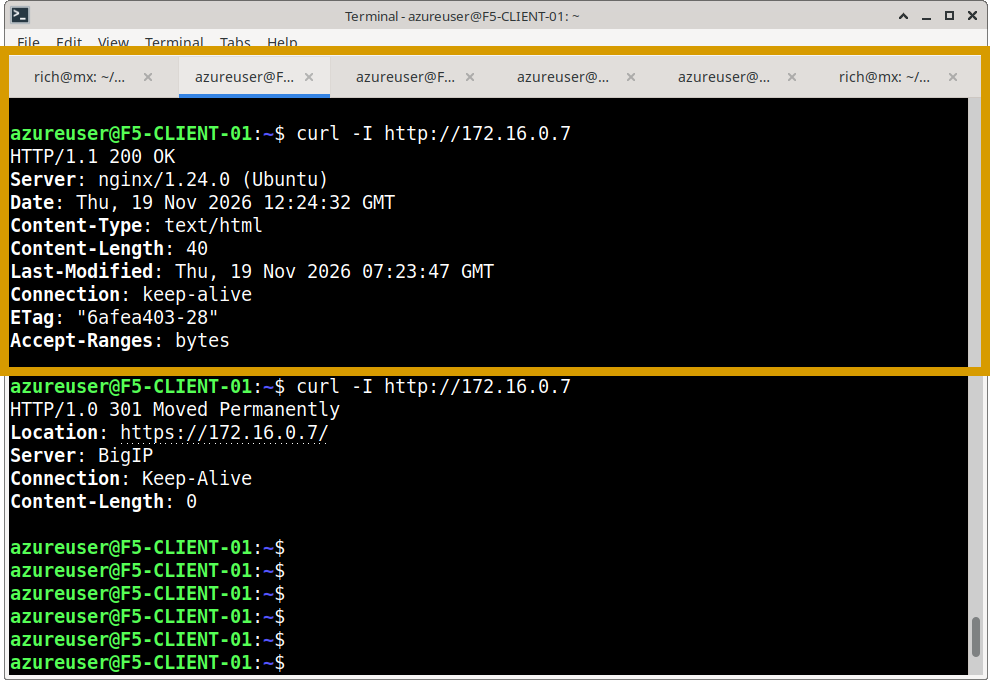 Terminal - azureuser@F5-CLIENT-01: ~
File Edit View Terminal Tabs Help
rich@mx: ~/... azureuser@F... azureuser@F... azureuser@... azureuser@... rich@mx: ~/...
azureuser@F5-CLIENT-01:~$ curl -I http://172.16.0.7
HTTP/1.1 200 OK
Server: nginx/1.24.0 (Ubuntu)
Date: Thu, 19 Nov 2026 12:24:32 GMT
Content-Type: text/html
Content-Length: 40
Last-Modified: Thu, 19 Nov 2026 07:23:47 GMT
Connection: keep-alive
ETag: "6afea403-28"
Accept-Ranges: bytes
azureuser@F5-CLIENT-01:~$ curl -I http://172.16.0.7
HTTP/1.0 301 Moved Permanently
Location: https://172.16.0.7/
Server: BigIP
Connection: Keep-Alive
Content-Length: 0
azureuser@F5-CLIENT-01:~$
azureuser@F5-CLIENT-01:~$
azureuser@F5-CLIENT-01:~$
azureuser@F5-CLIENT-01:~$
azureuser@F5-CLIENT-01:~$
azureuser@F5-CLIENT-01:~$